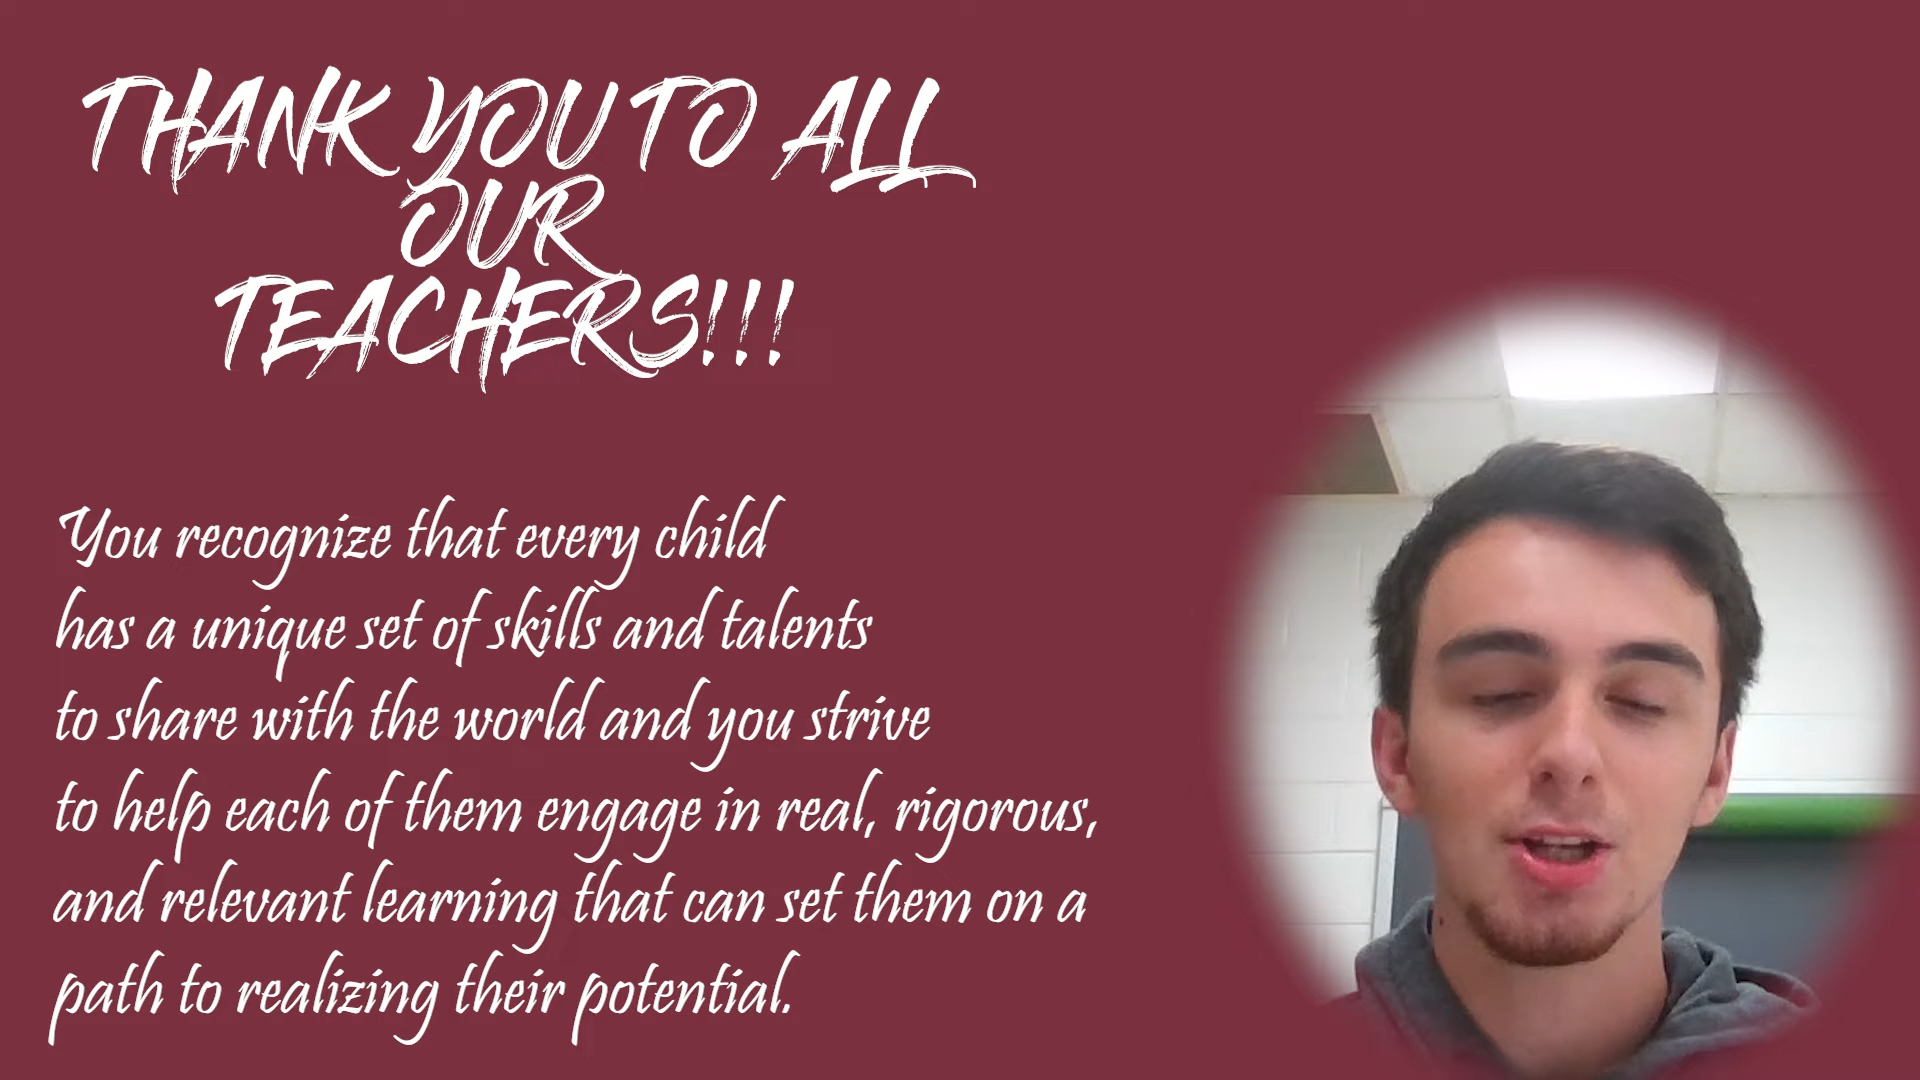 THANK YOU TO ALL
OUR
TEACHERS!!!
You recognize that every child
has a unique set of skills and talents
to share with the world and you strive
to help each of them engage in real, rigorous,
and relevant learning that can set them on a
path to realizing their potential.